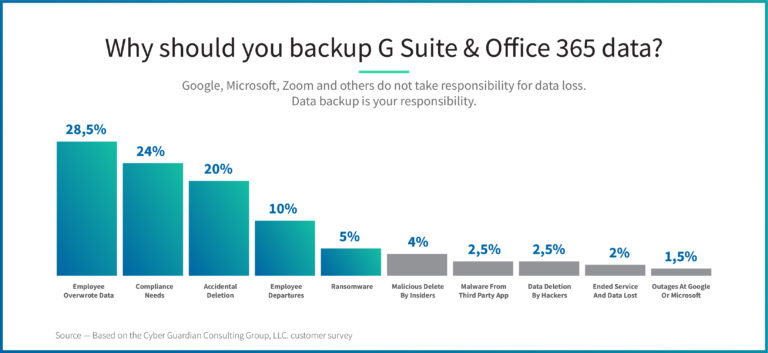 Why should you backup G Suite & Office 365 data?
Google, Microsoft, Zoom and others do not take responsibility for data loss.
Data backup is your responsibility.
28,5%
24%
20%
10%
5%
4%
2,5%
2,5%
2%
1,5%
Employee
Overwrote Data
Compliance
Needs
Accidental
Deletion
Employee
Departures
Ransomware
Malicious Delete
By Insiders
Malware From
Third Party App
Data Deletion
By Hackers
Ended Service
And Data Lost
Outages At Google
Or Microsoft
Source — Based on the Cyber Guardian Consulting Group, LLC. customer survey